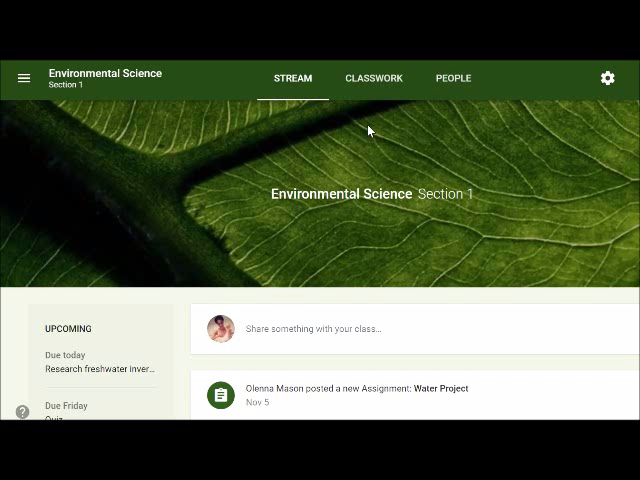 Environmental Science
Section 1
STREAM
CLASSWORK
PEOPLE
Environmental Science Section 1
UPCOMING
Due today
Research freshwater inver...
Due Friday
Quiz
Share something with your class...
Olenna Mason posted a new Assignment: Water Project
Nov 5
?